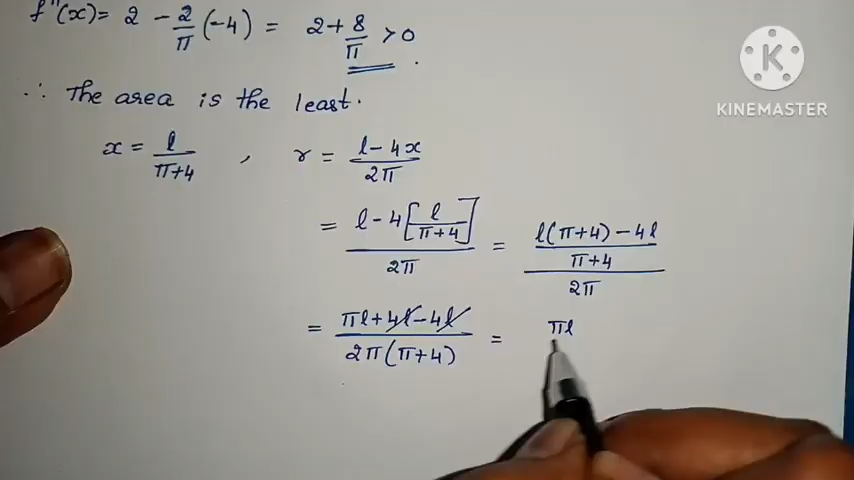 f''(x) = 2 - 2/π (-4) = 2 + 8/π > 0.
∴ The area is the least.
x = l/(π+4) , r = (l - 4x)/2π
= (l - 4[l/(π+4)])/2π = ((l(π+4) - 4l)/(π+4))/2π
= (πl + 4l - 4l)/(2π(π+4)) = πl
KINEMASTER